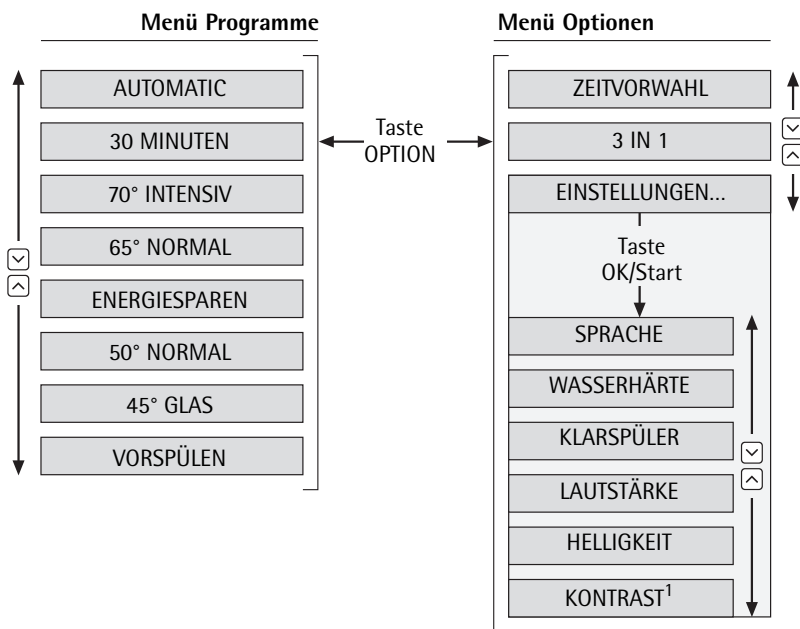 Menü Programme
AUTOMATIC
30 MINUTEN
70° INTENSIV
65° NORMAL
ENERGIESPAREN
50° NORMAL
45° GLAS
VORSPÜLEN
Taste
OPTION
Menü Optionen
ZEITVORWAHL
3 IN 1
EINSTELLUNGEN...
Taste
OK/Start
SPRACHE
WASSERHÄRTE
KLARSPÜLER
LAUTSTÄRKE
HELLIGKEIT
KONTRAST¹